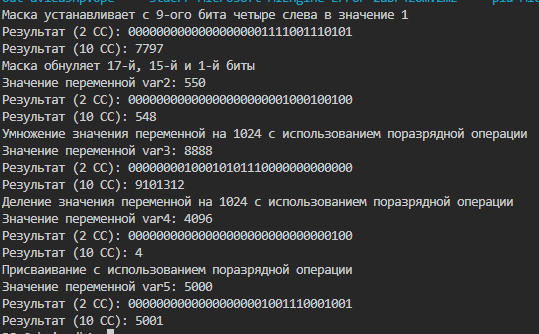 Маска устанавливает с 9-ого бита четыре слева в значение 1
Результат (2 СС): 00000000000000000001111001110101
Результат (10 СС): 7797
Маска обнуляет 17-й, 15-й и 1-й биты
Значение переменной var2: 550
Результат (2 СС): 00000000000000000000001000100100
Результат (10 СС): 548
Умножение значения переменной на 1024 с использованием поразрядной операции
Значение переменной var3: 8888
Результат (2 СС): 00000000100010101110000000000000
Результат (10 СС): 9101312
Деление значения переменной на 1024 с использованием поразрядной операции
Значение переменной var4: 4096
Результат (2 СС): 00000000000000000000000000000100
Результат (10 СС): 4
Присваивание с использованием поразрядной операции
Значение переменной var5: 5000
Результат (2 СС): 00000000000000000001001110001001
Результат (10 СС): 5001